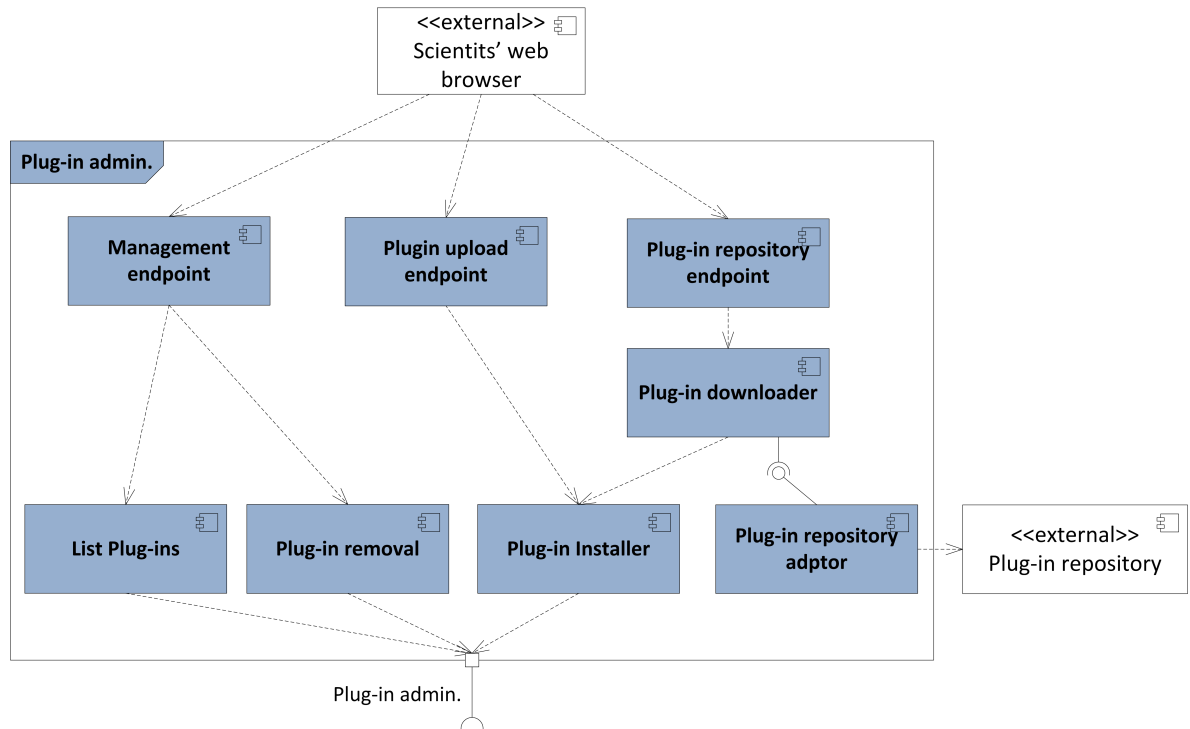 <<external>>
Scientits’ web
browser
Plug-in admin.
Management
endpoint
Plugin upload
endpoint
Plug-in repository
endpoint
Plug-in downloader
List Plug-ins
Plug-in removal
Plug-in Installer
Plug-in repository
adptor
<<external>>
Plug-in repository
Plug-in admin.